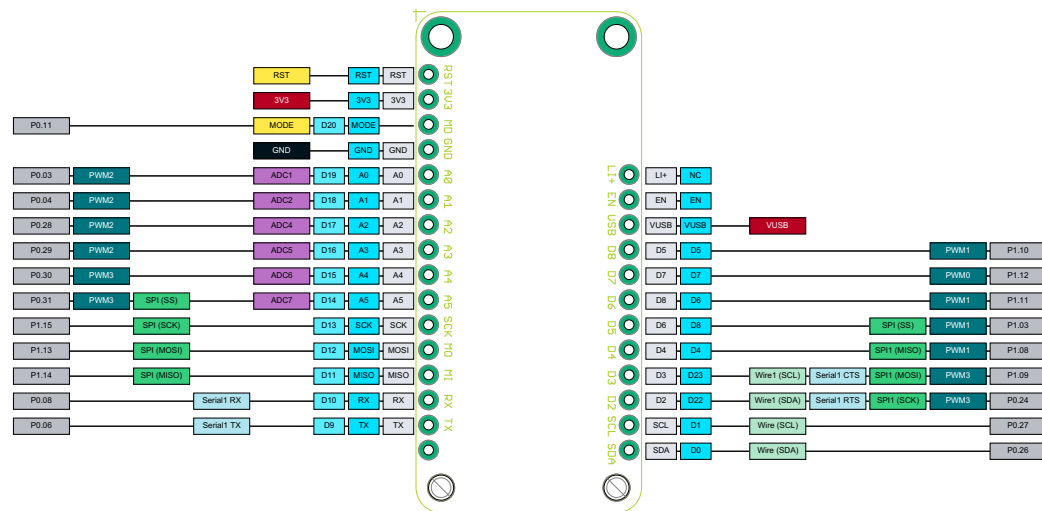 RST RST RST RST
3V3 3V3 3V3 3V3
P0.11 MODE D20 MODE MD
GND GND GND GND
P0.03 PWM2 ADC1 D19 A0 A0 A0 LI+ LI+ NC
P0.04 PWM2 ADC2 D18 A1 A1 A1 EN EN EN
P0.28 PWM2 ADC4 D17 A2 A2 A2 USB VUSB VUSB VUSB
P0.29 PWM2 ADC5 D16 A3 A3 A3 D8 D5 D5 PWM1 P1.10
P0.30 PWM3 ADC6 D15 A4 A4 A4 D7 D7 D7 PWM0 P1.12
P0.31 PWM3 SPI (SS) ADC7 D14 A5 A5 A5 D6 D8 D6 PWM1 P1.11
P1.15 SPI (SCK) D13 SCK SCK SCK D5 D6 D8 SPI (SS) PWM1 P1.03
P1.13 SPI (MOSI) D12 MOSI MOSI MO D4 D4 D4 SPI1 (MISO) PWM1 P1.08
P1.14 SPI (MISO) D11 MISO MISO MI D3 D3 D23 Wire1 (SCL) Serial1 CTS SPI1 (MOSI) PWM3 P1.09
P0.08 Serial1 RX D10 RX RX RX D2 D2 D22 Wire1 (SDA) Serial1 RTS SPI1 (SCK) PWM3 P0.24
P0.06 Serial1 TX D9 TX TX TX SCL SCL D1 Wire (SCL) P0.27
SDA SDA D0 Wire (SDA) P0.26